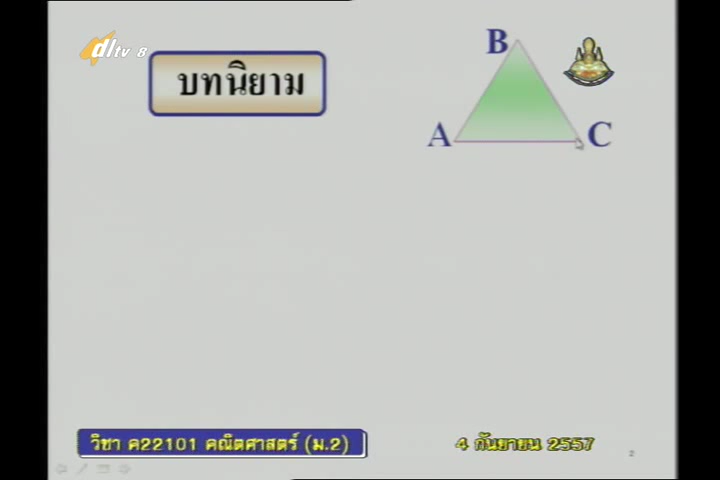 dltv 8
บทนิยาม
B
A
C
วิชา ค22101 คณิตศาสตร์ (ม.2)
4 กันยายน 2557
2